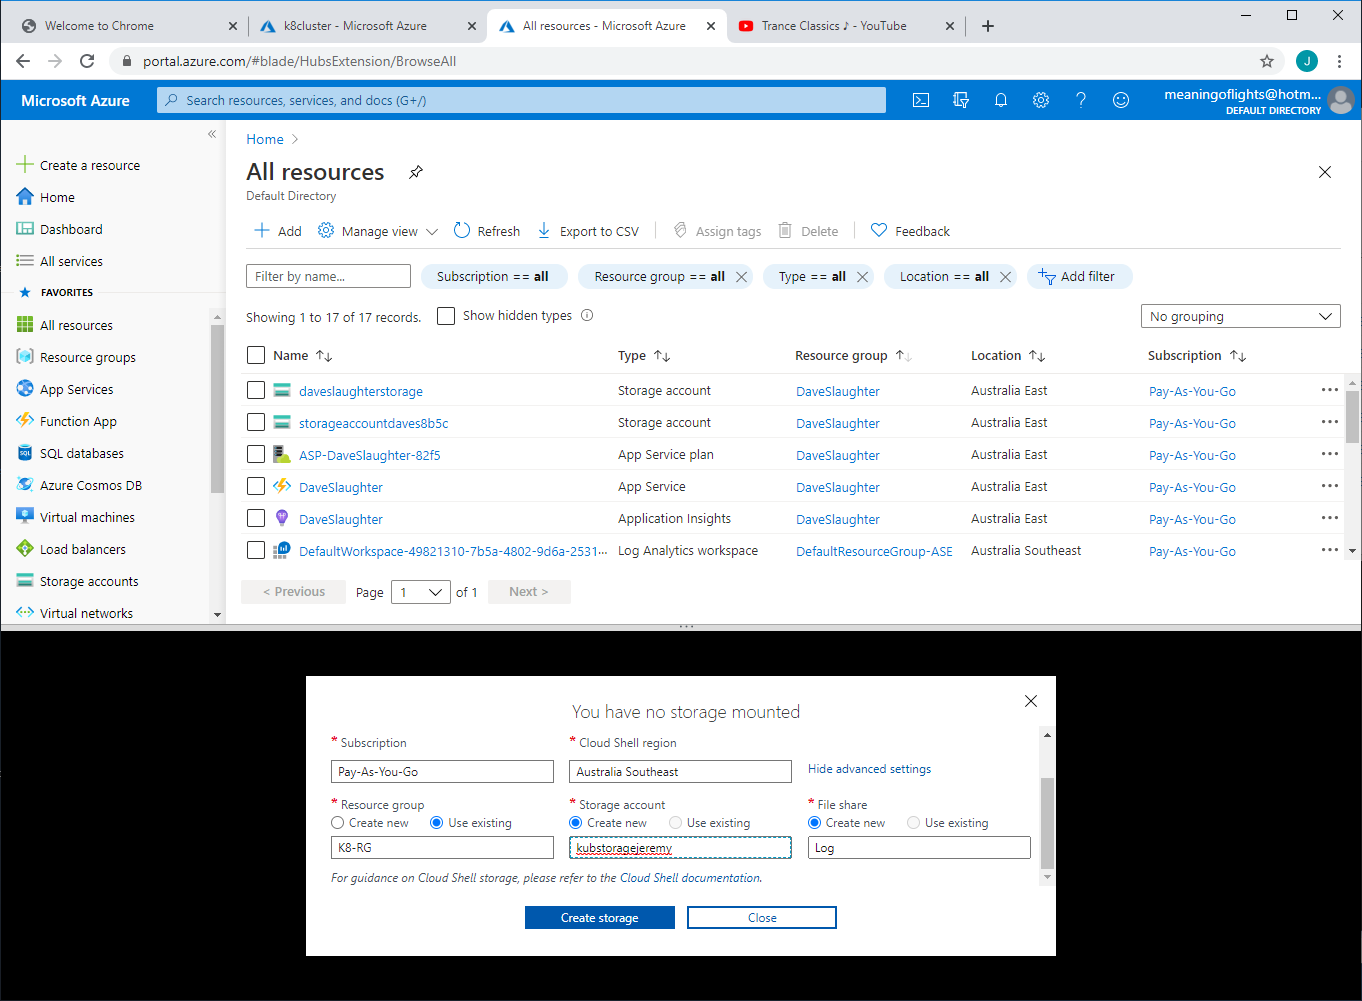 Welcome to Chrome
k8cluster - Microsoft Azure
All resources - Microsoft Azure
Trance Classics ♪ - YouTube
portal.azure.com/#blade/HubsExtension/BrowseAll
J
Microsoft Azure
Search resources, services, and docs (G+/)
meaningoflights@hotm...
DEFAULT DIRECTORY
Create a resource
Home
Dashboard
All services
FAVORITES
All resources
Resource groups
App Services
Function App
SQL databases
Azure Cosmos DB
Virtual machines
Load balancers
Storage accounts
Virtual networks
Home
All resources
Default Directory
Add
Manage view
Refresh
Export to CSV
Assign tags
Delete
Feedback
Filter by name...
Subscription == all
Resource group == all
Type == all
Location == all
Add filter
Showing 1 to 17 of 17 records.
Show hidden types
No grouping
Name Type Resource group Location Subscription
daveslaughterstorage Storage account DaveSlaughter Australia East Pay-As-You-Go
storageaccountdaves8b5c Storage account DaveSlaughter Australia East Pay-As-You-Go
ASP-DaveSlaughter-82f5 App Service plan DaveSlaughter Australia East Pay-As-You-Go
DaveSlaughter App Service DaveSlaughter Australia East Pay-As-You-Go
DaveSlaughter Application Insights DaveSlaughter Australia East Pay-As-You-Go
DefaultWorkspace-49821310-7b5a-4802-9d6a-2531... Log Analytics workspace DefaultResourceGroup-ASE Australia Southeast Pay-As-You-Go
< Previous Page 1 of 1 Next >
You have no storage mounted
* Subscription
Pay-As-You-Go
* Cloud Shell region
Australia Southeast
Hide advanced settings
* Resource group
Create new Use existing
K8-RG
* Storage account
Create new Use existing
kubstoragejeremy
* File share
Create new Use existing
Log
For guidance on Cloud Shell storage, please refer to the Cloud Shell documentation.
Create storage
Close